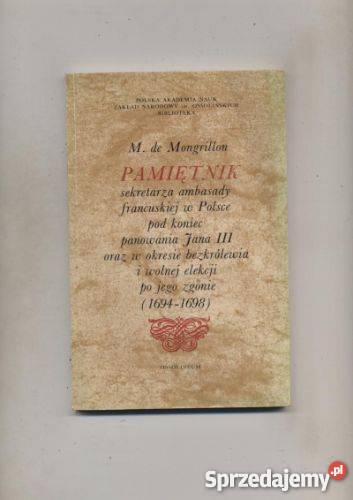 POLSKA AKADEMIA NAUK
ZAKŁAD NARODOWY im. OSSOLIŃSKICH
BIBLIOTEKA
M. de Mongrillon
PAMIĘTNIK
sekretarza ambasady
francuskiej w Polsce
pod koniec
panowania Jana III
oraz w okresie bezkrólewia
i wolnej elekcji
po jego zgonie
(1694-1698)
OSSOLINEUM
Sprzedajemy.pl